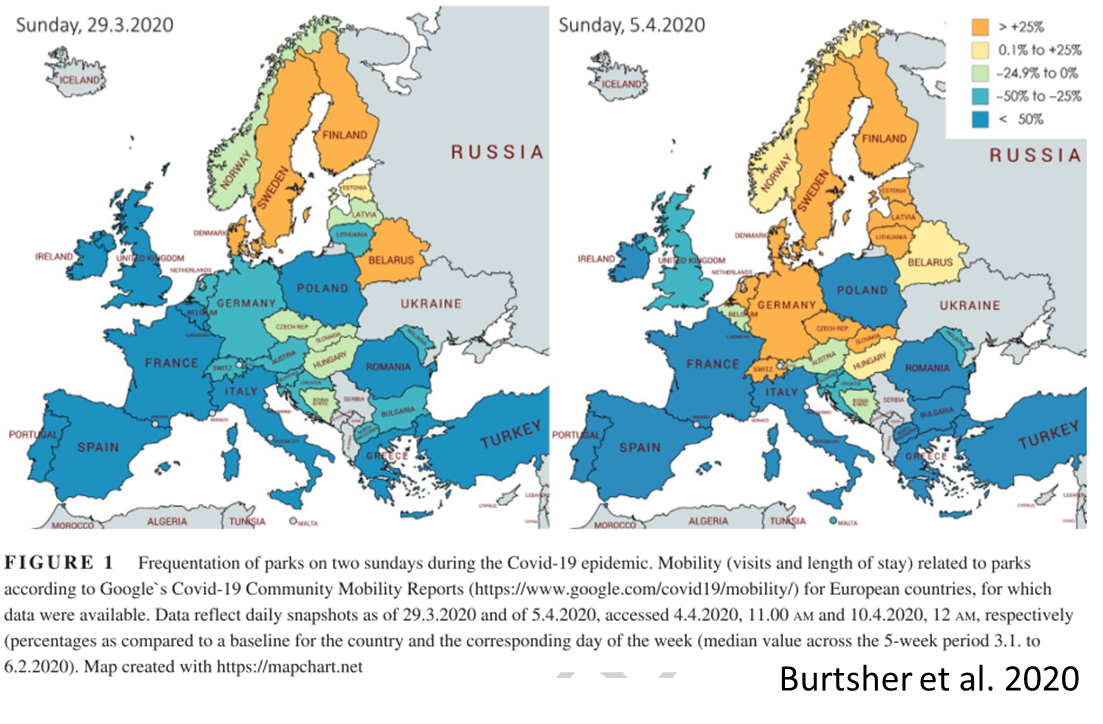 Sunday, 29.3.2020
ICELAND
NORWAY
SWEDEN
FINLAND
RUSSIA
ESTONIA
LATVIA
LITHUANIA
DENMARK
BELARUS
IRELAND
UNITED KINGDOM
NETHERLANDS
GERMANY
POLAND
BELGIUM
UKRAINE
CZECH REP.
SLOVAKIA
FRANCE
SWITZ.
AUSTRIA
HUNGARY
ROMANIA
ITALY
CROATIA
SERBIA
MONACO
BULGARIA
PORTUGAL
SPAIN
GREECE
TURKEY
CYPRUS
MOROCCO
ALGERIA
TUNISIA
MALTA
Sunday, 5.4.2020
> +25%
0.1% to +25%
−24.9% to 0%
−50% to −25%
< 50%
ICELAND
NORWAY
SWEDEN
FINLAND
RUSSIA
ESTONIA
LATVIA
LITHUANIA
DENMARK
BELARUS
IRELAND
UNITED KINGDOM
NETHERLANDS
GERMANY
POLAND
BELGIUM
UKRAINE
CZECH REP.
SLOVAKIA
FRANCE
SWITZ.
AUSTRIA
HUNGARY
ROMANIA
ITALY
CROATIA
SERBIA
MONACO
BULGARIA
PORTUGAL
SPAIN
GREECE
TURKEY
CYPRUS
MOROCCO
ALGERIA
TUNISIA
MALTA
FIGURE 1 Frequentation of parks on two sundays during the Covid-19 epidemic. Mobility (visits and length of stay) related to parks
according to Google`s Covid-19 Community Mobility Reports (https://www.google.com/covid19/mobility/) for European countries, for which
data were available. Data reflect daily snapshots as of 29.3.2020 and of 5.4.2020, accessed 4.4.2020, 11.00 AM and 10.4.2020, 12 AM, respectively
(percentages as compared to a baseline for the country and the corresponding day of the week (median value across the 5-week period 3.1. to
6.2.2020). Map created with https://mapchart.net
Burtsher et al. 2020